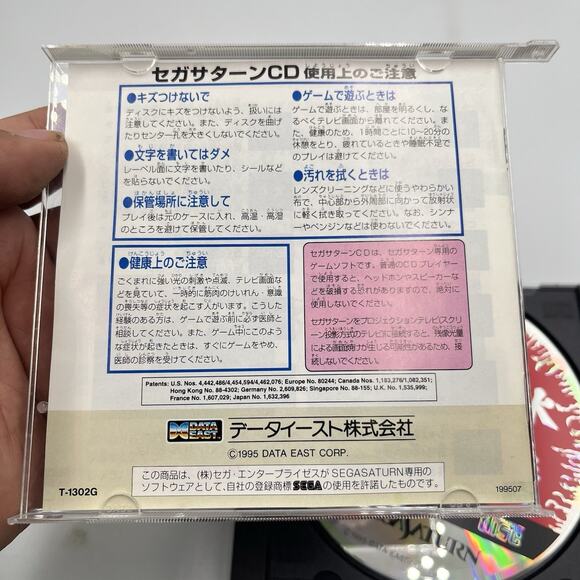 セガサターンCD使用上のご注意
●キズつけないで
ディスクにキズをつけないよう、扱いには
注意してください。また、ディスクを曲げ
たりセンター孔を大きくしないでください。
●文字を書いてはダメ
レーベル面に文字を書いたり、シールなど
を貼らないでください。
●保管場所に注意して
プレイ後は元のケースに入れ、高温・高湿
のところを避けて保管してください。
●ゲームで遊ぶときは
ゲームで遊ぶときは、部屋を明るくし、な
るべくテレビ画面から離れてください。ま
た、健康のため、1時間ごとに10〜20分の
休憩をとり、疲れているときや睡眠不足で
のプレイは避けてください。
●汚れを拭くときは
レンズクリーニングなどに使うやわらかい
布で、中心部から外周部に向かって放射状
に軽く拭き取ってください。なお、シンナ
ーやベンジンなどは使わないでください。
●健康上のご注意
ごくまれに強い光の刺激や点滅、テレビ画面な
どを見ていて、一時的に筋肉のけいれん・意識
の喪失等の症状を起こす人がいます。こうした
経験のある方は、ゲームで遊ぶ前に必ず医師と
相談してください。また、ゲーム中にこのよう
な症状が起きたときは、すぐにゲームをやめ、
医師の診察を受けてください。
セガサターンCDは、セガサターン専用の
ゲームソフトです。普通のCDプレイヤー
で使用すると、ヘッドホンやスピーカーな
どを破損する恐れがありますので、絶対に
使用しないでください。
セガサターンをプロジェクションテレビ(スクリ
ーン投影方式のテレビ)に接続すると、残像光量
による画面焼けが生じる可能性があるため、接
続しないでください。
Patents: U.S. Nos. 4,442,486/4,454,594/4,462,076; Europe No. 80244; Canada Nos. 1,183,276/1,082,351;
Hong Kong No. 88-4302; Germany No. 2,609,826; Singapore No. 88-155; U.K. No. 1,535,999;
France No. 1,607,029; Japan No. 1,632,396
DATA EAST データイースト株式会社
©1995 DATA EAST CORP.
この商品は、(株)セガ・エンタープライゼスが SEGASATURN専用の
ソフトウェアとして、自社の登録商標SEGAの使用を許諾したものです。
T-1302G
199507